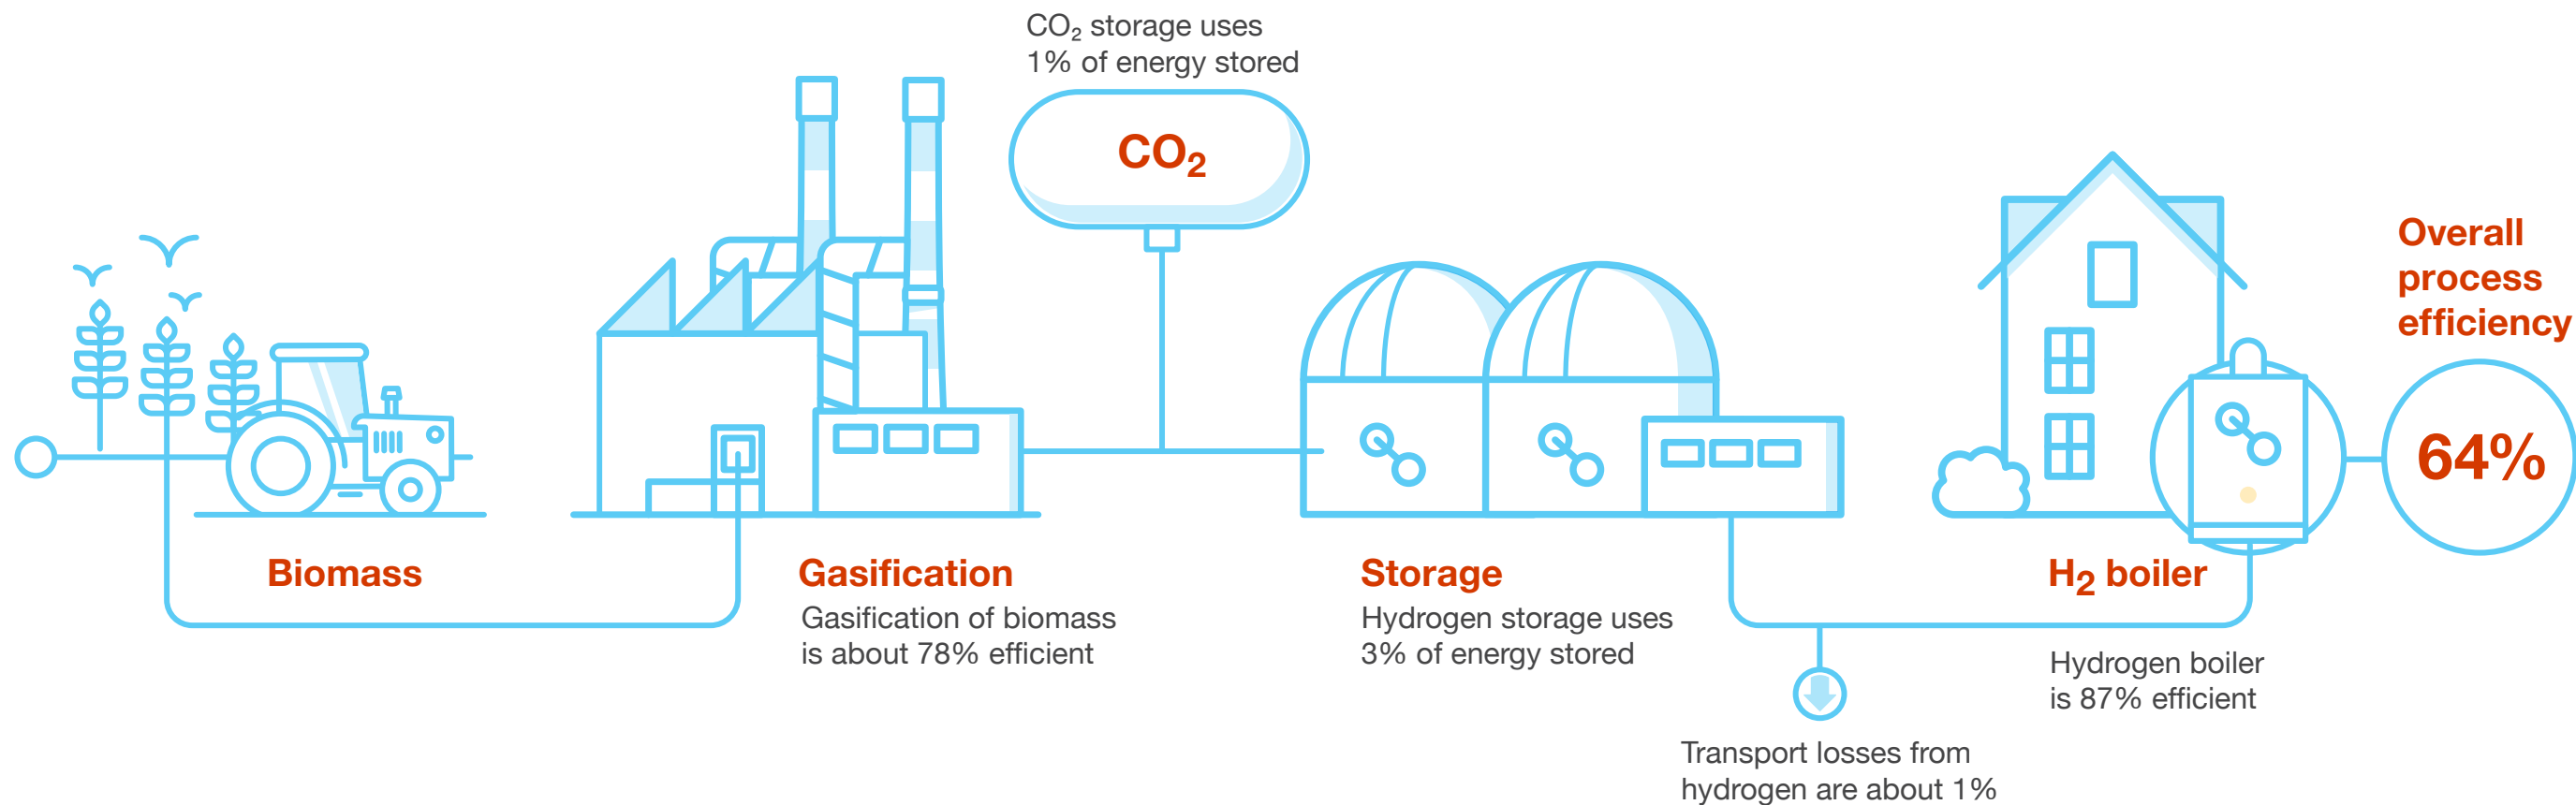 CO₂ storage uses
1% of energy stored
CO₂
Overall
process
efficiency
64%
Biomass
Gasification
Gasification of biomass
is about 78% efficient
Storage
Hydrogen storage uses
3% of energy stored
H₂ boiler
Hydrogen boiler
is 87% efficient
Transport losses from
hydrogen are about 1%